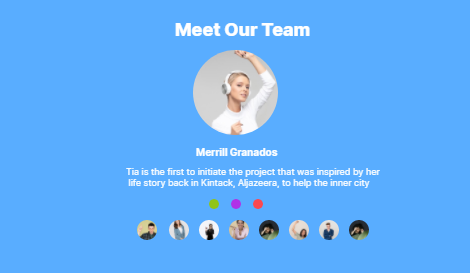 Meet Our Team
Merrill Granados
Tia is the first to initiate the project that was inspired by her
life story back in Kintack, Aljazeera, to help the inner city